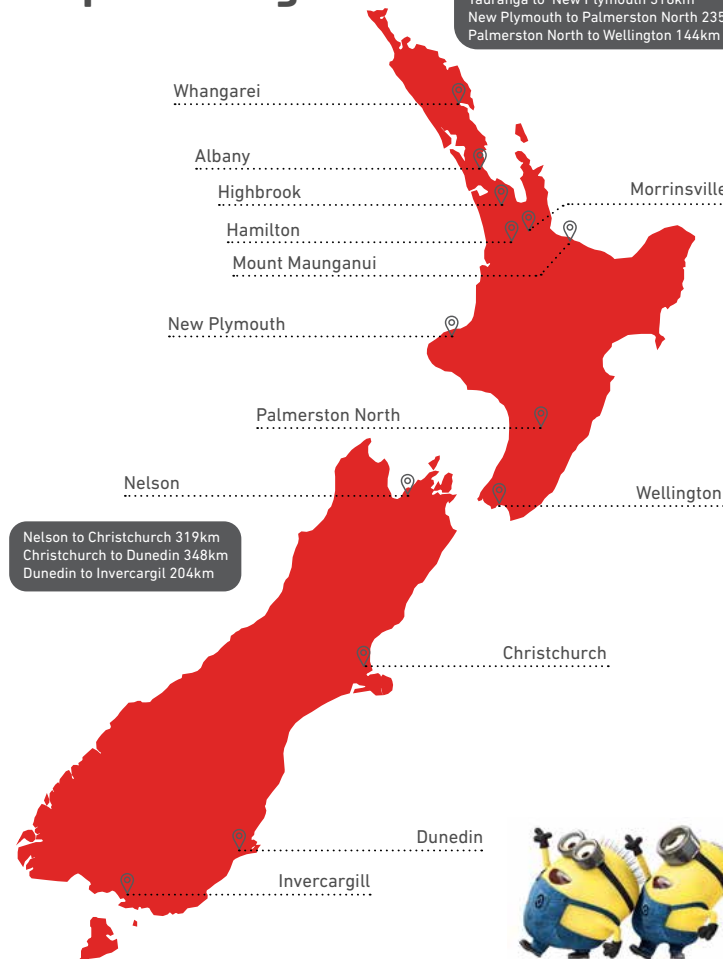 New Plymouth to Palmerston North 235
Palmerston North to Wellington 144km
Whangarei
Albany
Highbrook
Morrinsville
Hamilton
Mount Maunganui
New Plymouth
Palmerston North
Nelson
Wellington
Nelson to Christchurch 319km
Christchurch to Dunedin 348km
Dunedin to Invercargil 204km
Christchurch
Dunedin
Invercargill